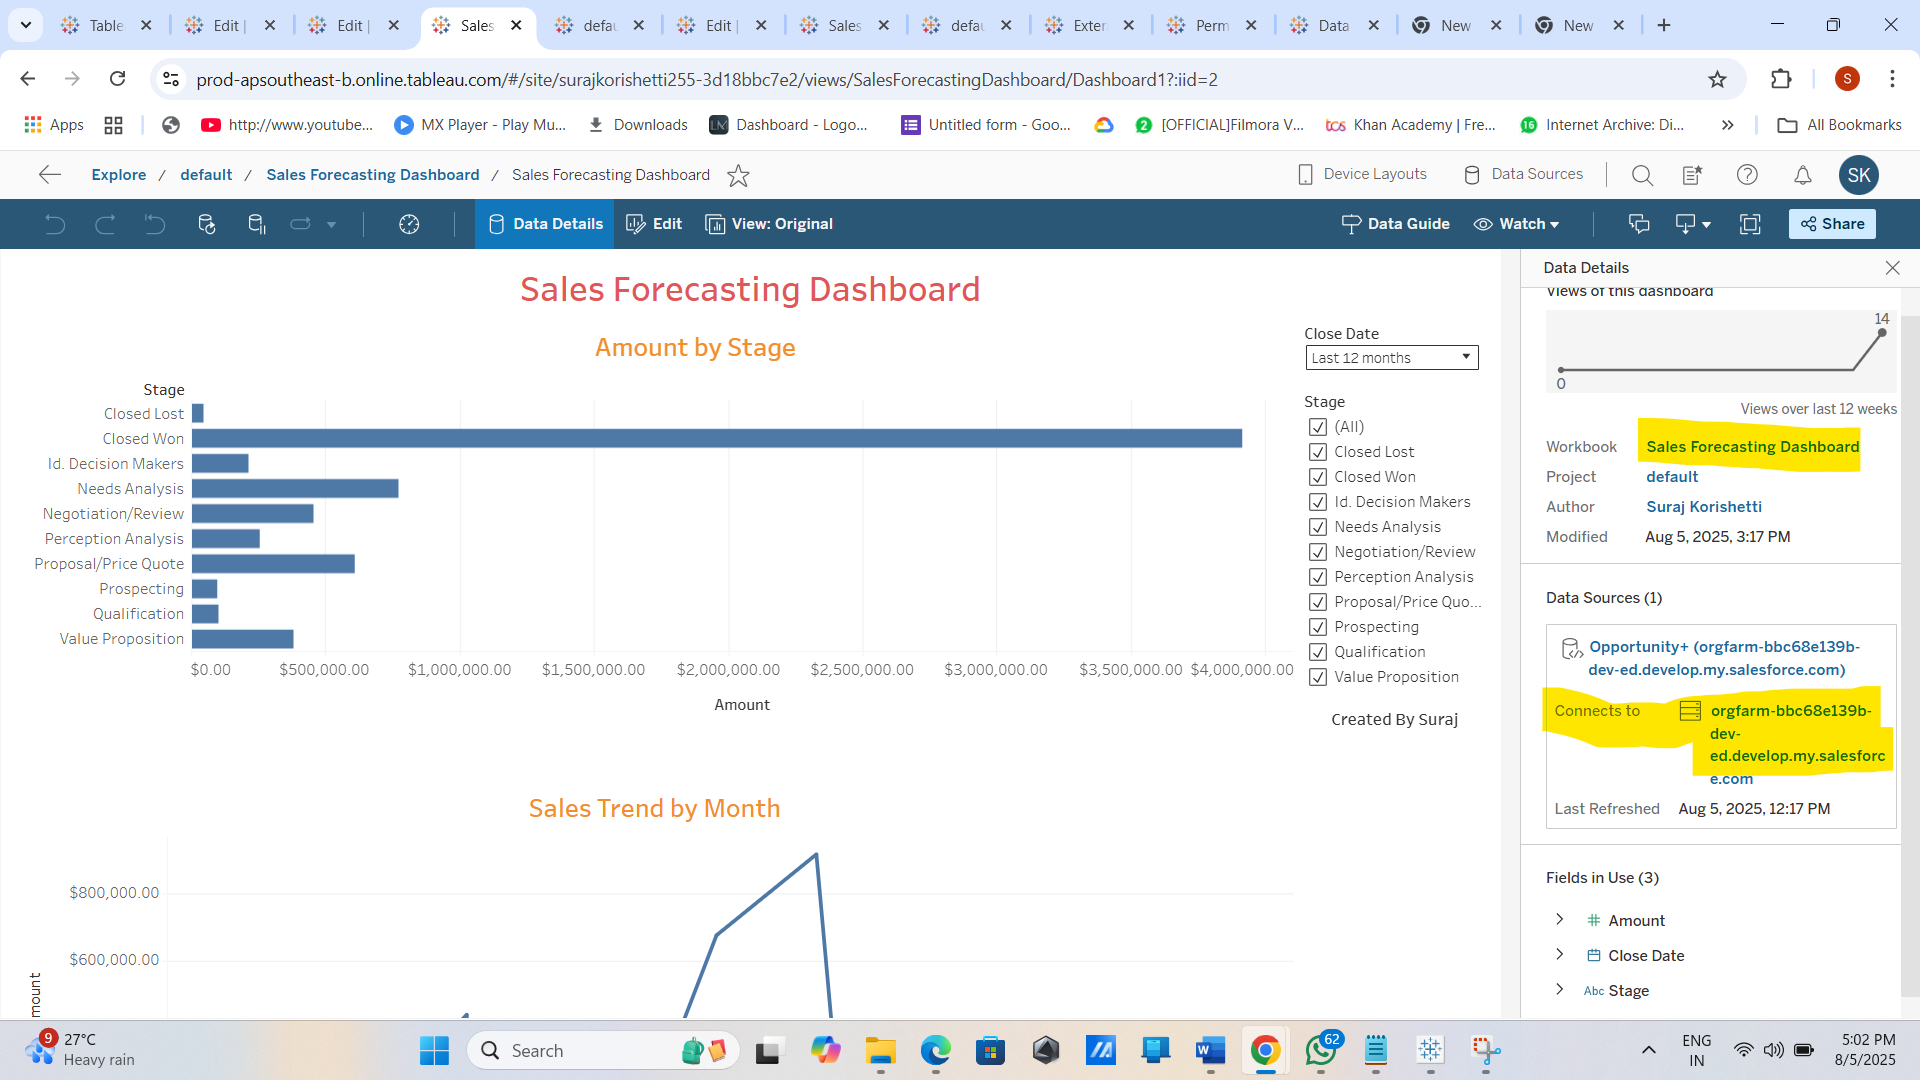 Table
Edit |
Edit |
Sales
defau
Edit |
Sales
defau
Exter
Perm
Data
New
New
prod-apsoutheast-b.online.tableau.com/#/site/surajkorishetti255-3d18bbc7e2/views/SalesForecastingDashboard/Dashboard1?:iid=2
S
Apps
http://www.youtube...
MX Player - Play Mu...
Downloads
LM
Dashboard - Logo...
Untitled form - Goo...
2
[OFFICIAL]Filmora V...
tcs
Khan Academy | Fre...
16
Internet Archive: Di...
All Bookmarks
Explore / default / Sales Forecasting Dashboard / Sales Forecasting Dashboard
Device Layouts
Data Sources
SK
Data Details
Edit
View: Original
Data Guide
Watch
Share
Sales Forecasting Dashboard
Amount by Stage
Stage
Closed Lost
Closed Won
Id. Decision Makers
Needs Analysis
Negotiation/Review
Perception Analysis
Proposal/Price Quote
Prospecting
Qualification
Value Proposition
$0.00 $500,000.00 $1,000,000.00 $1,500,000.00 $2,000,000.00 $2,500,000.00 $3,000,000.00 $3,500,000.00 $4,000,000.00
Amount
Close Date
Last 12 months
Stage
(All)
Closed Lost
Closed Won
Id. Decision Makers
Needs Analysis
Negotiation/Review
Perception Analysis
Proposal/Price Quo...
Prospecting
Qualification
Value Proposition
Created By Suraj
Sales Trend by Month
$800,000.00
$600,000.00
mount
Data Details
Views of this dashboard
14
0
Views over last 12 weeks
Workbook Sales Forecasting Dashboard
Project default
Author Suraj Korishetti
Modified Aug 5, 2025, 3:17 PM
Data Sources (1)
Opportunity+ (orgfarm-bbc68e139b-
dev-ed.develop.my.salesforce.com)
Connects to orgfarm-bbc68e139b-
dev-
ed.develop.my.salesforc
e.com
Last Refreshed Aug 5, 2025, 12:17 PM
Fields in Use (3)
Amount
Close Date
Abc Stage
9
27°C
Heavy rain
Search
62
ENG
IN
5:02 PM
8/5/2025